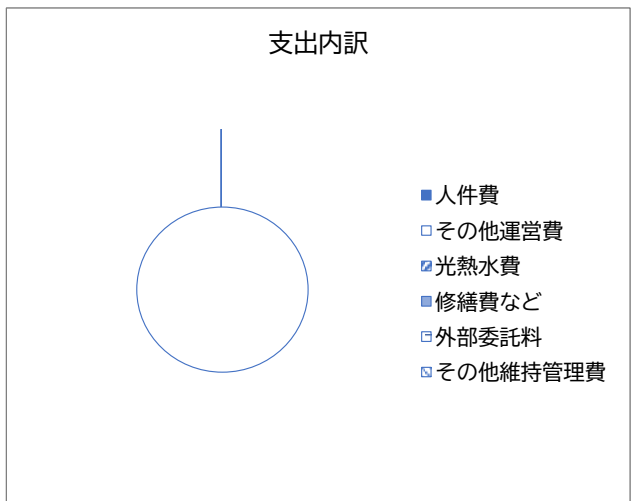 支出内訳
人件費
その他運営費
光熱水費
修繕費など
外部委託料
その他維持管理費